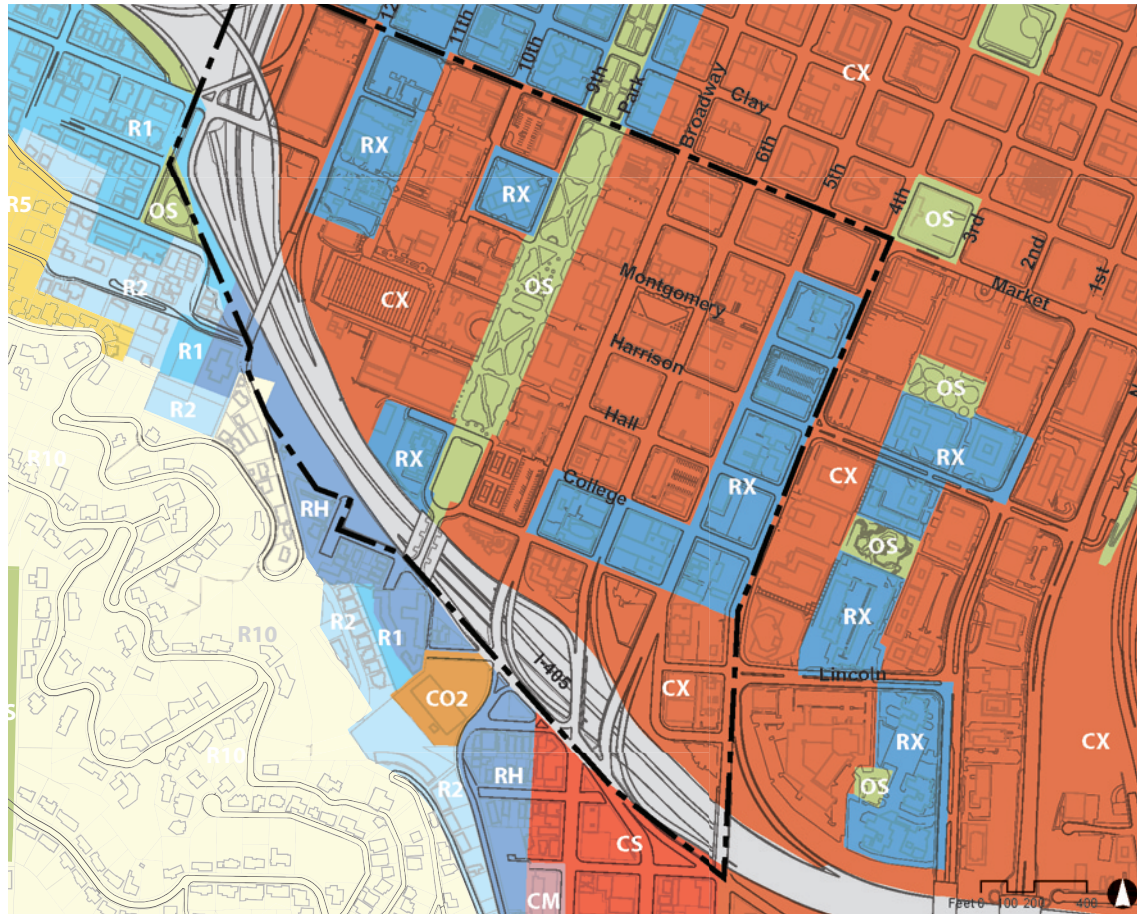 12
11th
10th
9th
Park
Broadway
Clay
CX
6th
5th
4th
OS
3rd
2nd
1st
Market
R1
RX
RX
OS
R5
R2
CX
OS
Montgomery
R1
Harrison
OS
R2
Hall
R10
RX
College
RX
CX
RX
RH
OS
R2
R1
R10
RX
I-405
Lincoln
CO2
CX
R10
RX
CX
R2
RH
OS
CS
CM
S
Feet 0 100 200 400